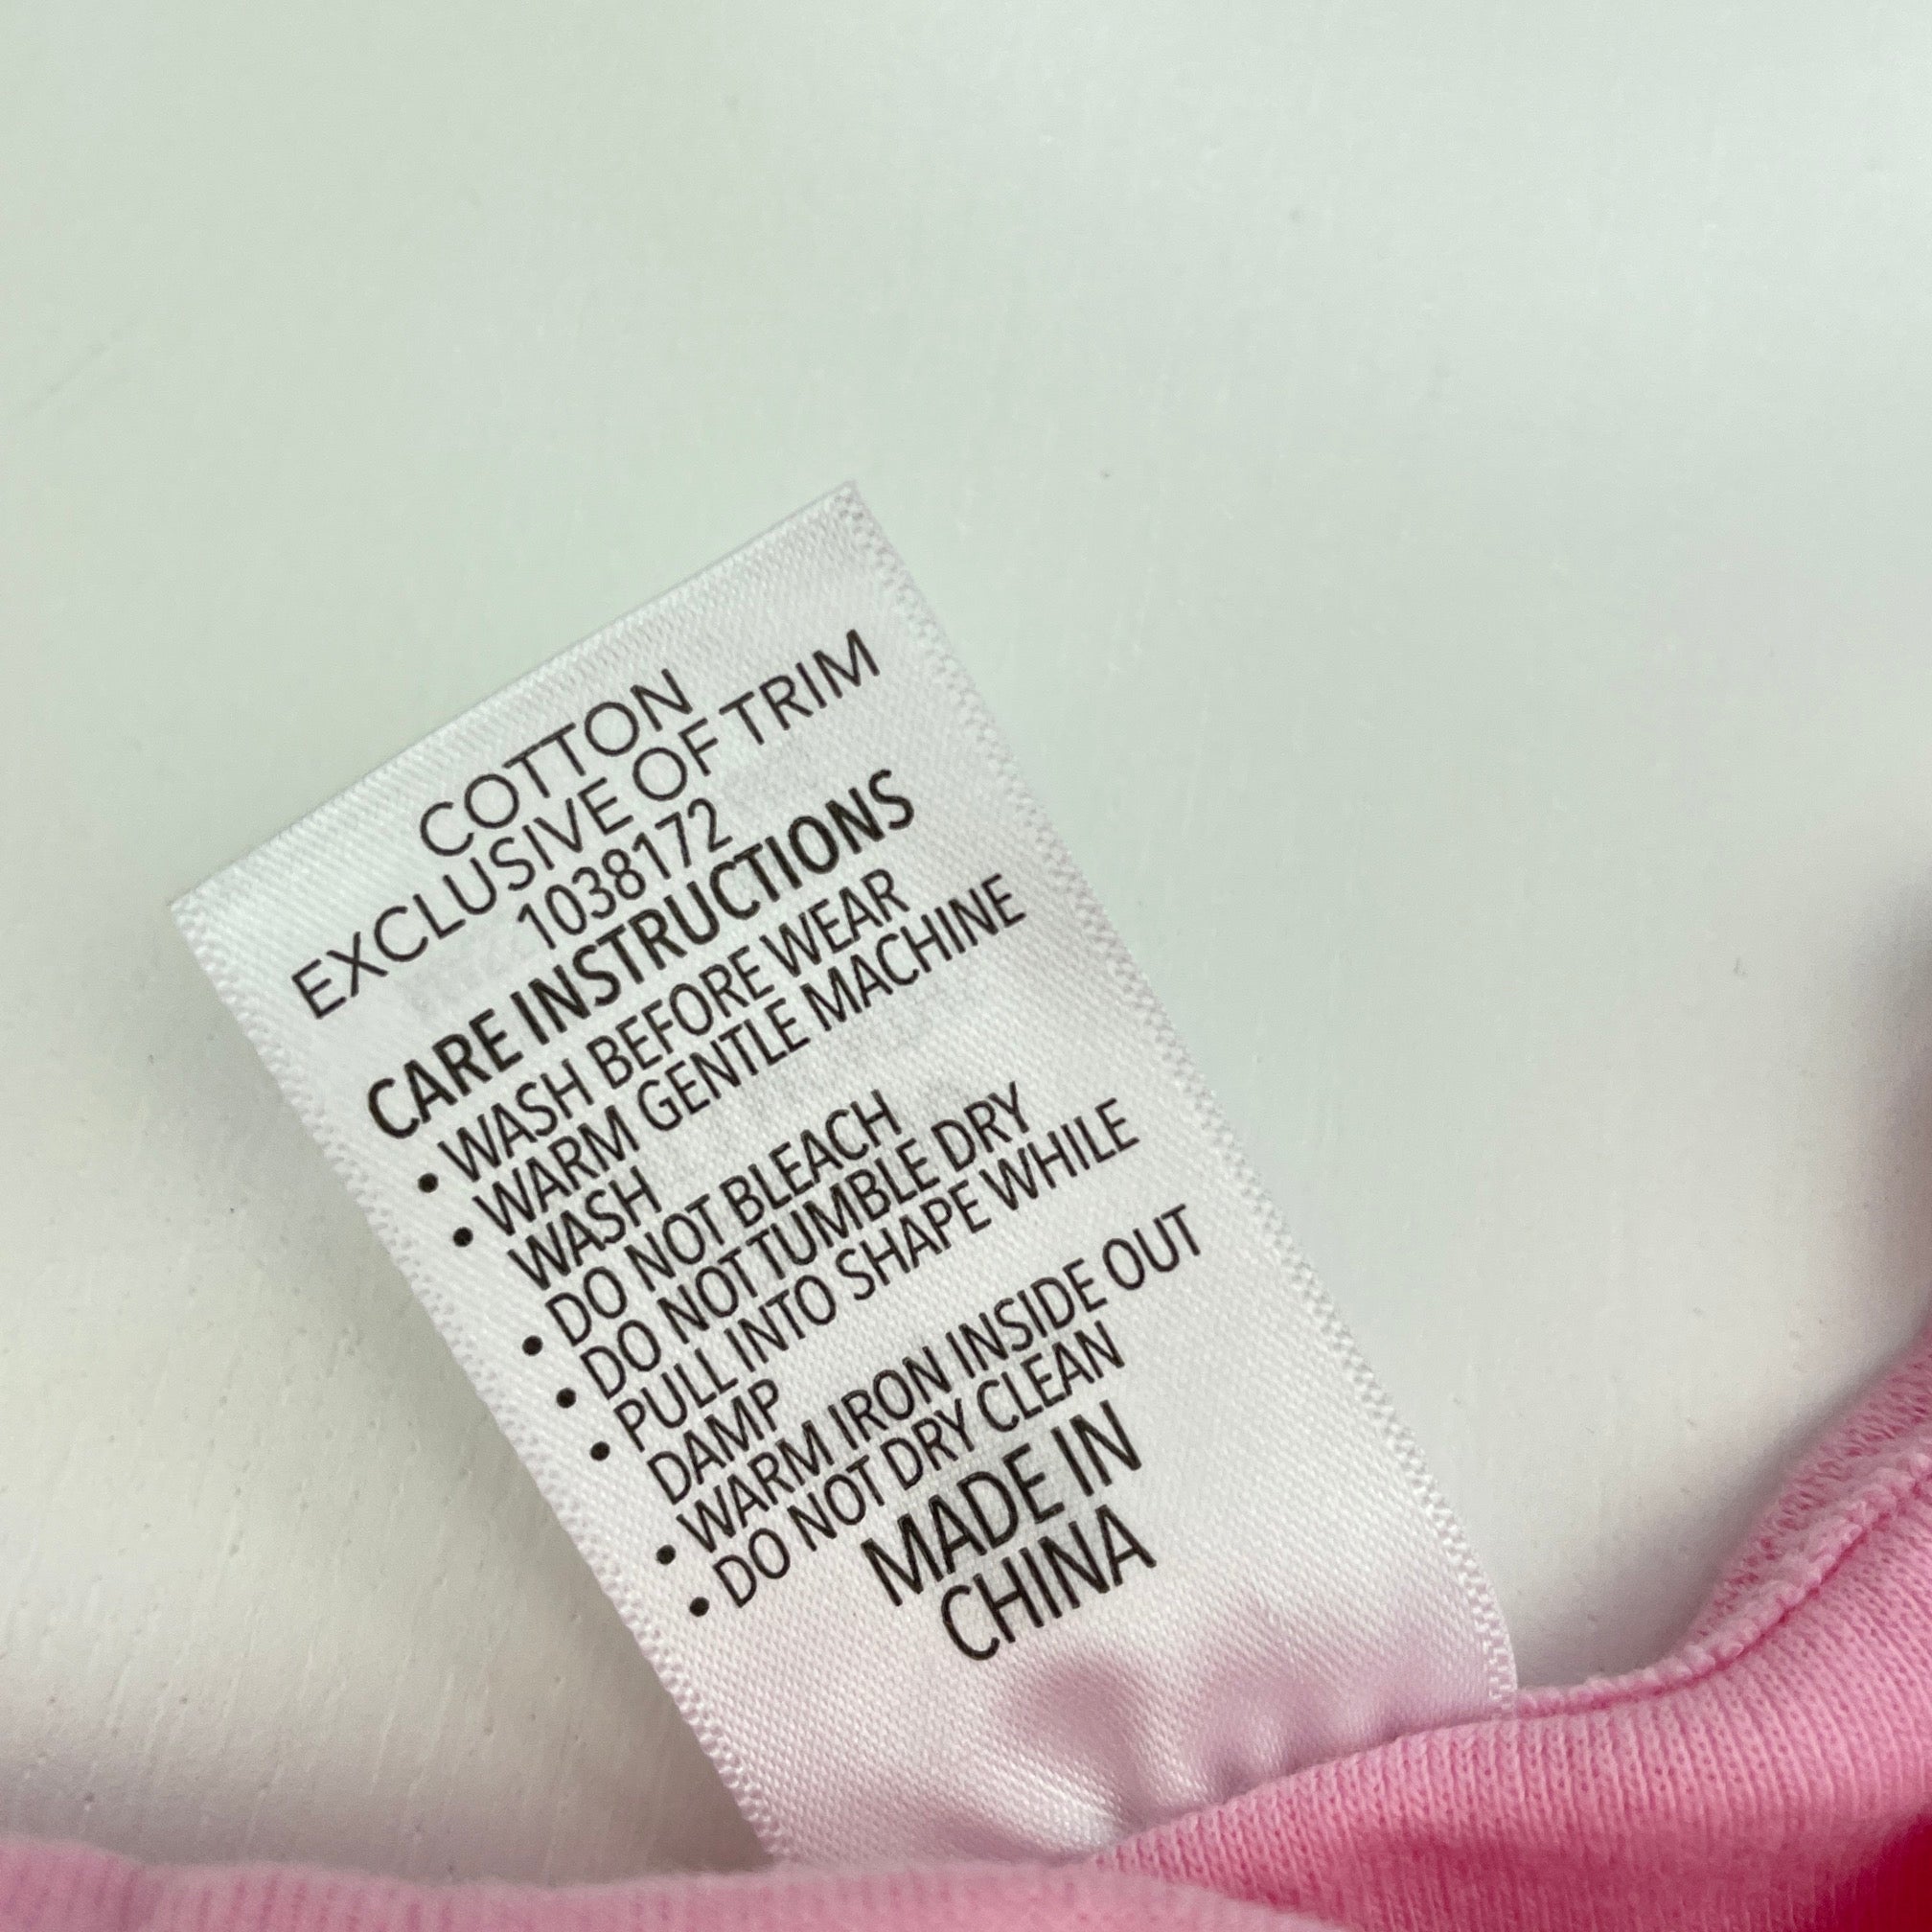 COTTON
EXCLUSIVE OF TRIM
1038172
CARE INSTRUCTIONS
• WASH BEFORE WEAR
• WARM GENTLE MACHINE
WASH
• DO NOT BLEACH
• DO NOT TUMBLE DRY
• PULL INTO SHAPE WHILE
DAMP
• WARM IRON INSIDE OUT
• DO NOT DRY CLEAN
MADE IN
CHINA